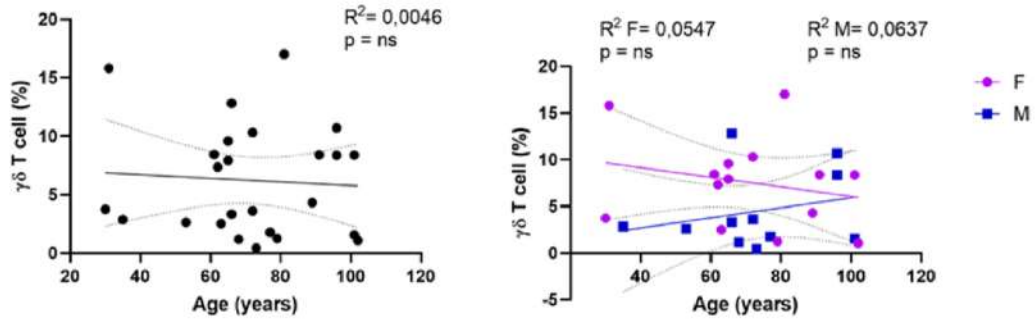 R²= 0,0046
p = ns
γδ T cell (%)
20
15
10
5
0
20 40 60 80 100 120
Age (years)
R² F= 0,0547
p = ns
R² M= 0,0637
p = ns
γδ T cell (%)
20
15
10
5
0
-5
40 60 80 100 120
Age (years)
F
M